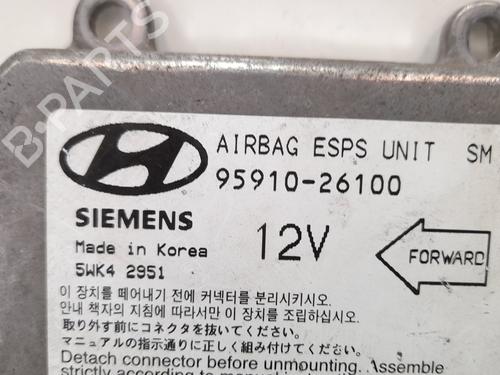 AIRBAG ESPS UNIT SM
95910-26100
SIEMENS
Made in Korea
5WK4 2951
12V
FORWARD
이 장치를 떼어내기 전에 커넥터를 분리시키시오.
안내 책자의 지침에 따라서만 이 장치를 조립하십시오.
取り外す前にコネクタを抜いてください。
マニュアルの指示通りに正しく組み付けてください。
Detach connector before unmounting. Assemble
strictly according to manual
B-PARTS